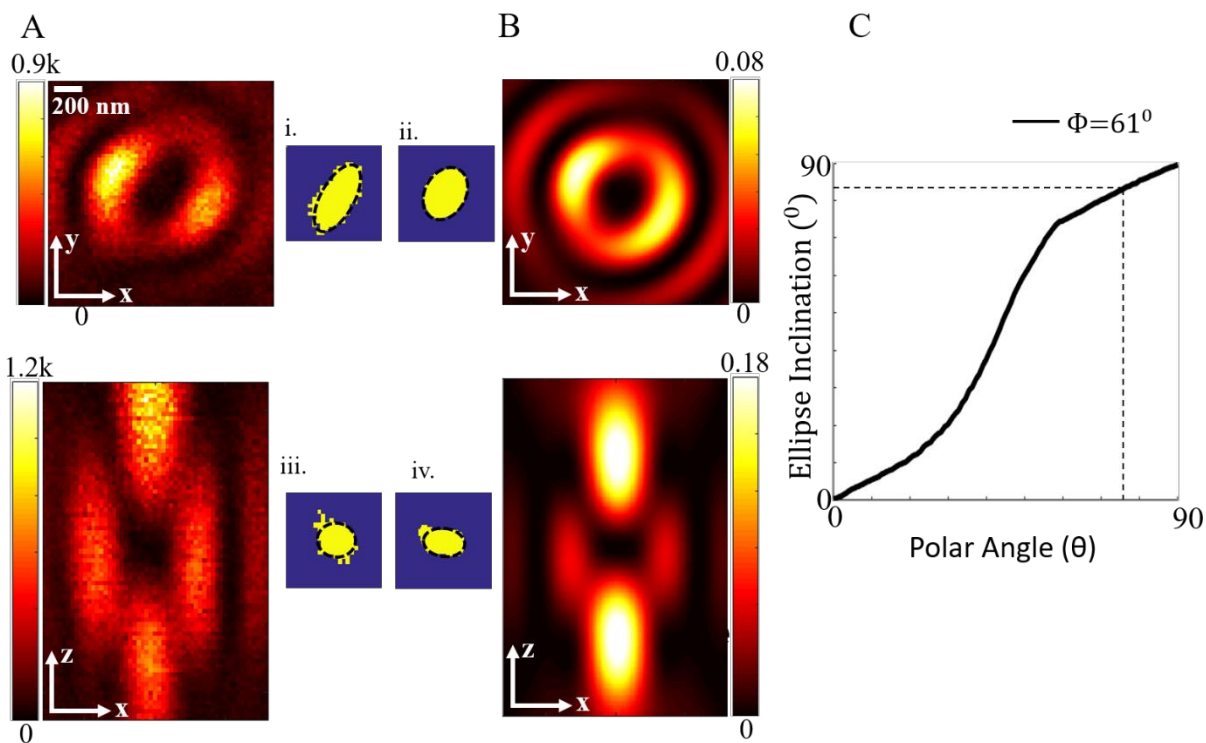 A
B
C
0.9k
200 nm
y
x
0
i.
ii.
0.08
y
x
0
Φ=61⁰
90
Ellipse Inclination (⁰)
0
0
90
Polar Angle (θ)
1.2k
z
x
0
iii.
iv.
0.18
z
x
0